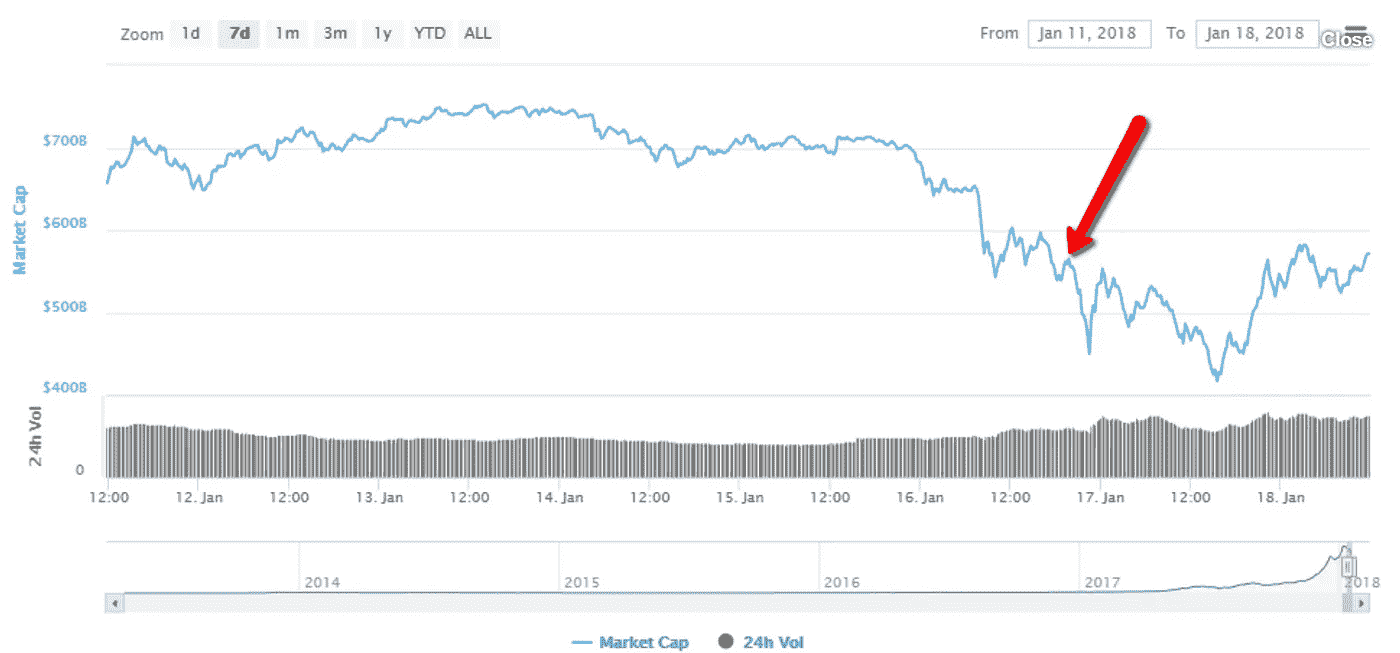 Zoom 1d 7d 1m 3m 1y YTD ALL From Jan 11, 2018 To Jan 18, 2018 Close
$700B
$600B
$500B
$400B
Market Cap
24h Vol
0
12:00 12. Jan 12:00 13. Jan 12:00 14. Jan 12:00 15. Jan 12:00 16. Jan 12:00 17. Jan 12:00 18. Jan
2014 2015 2016 2017 2018
Market Cap 24h Vol